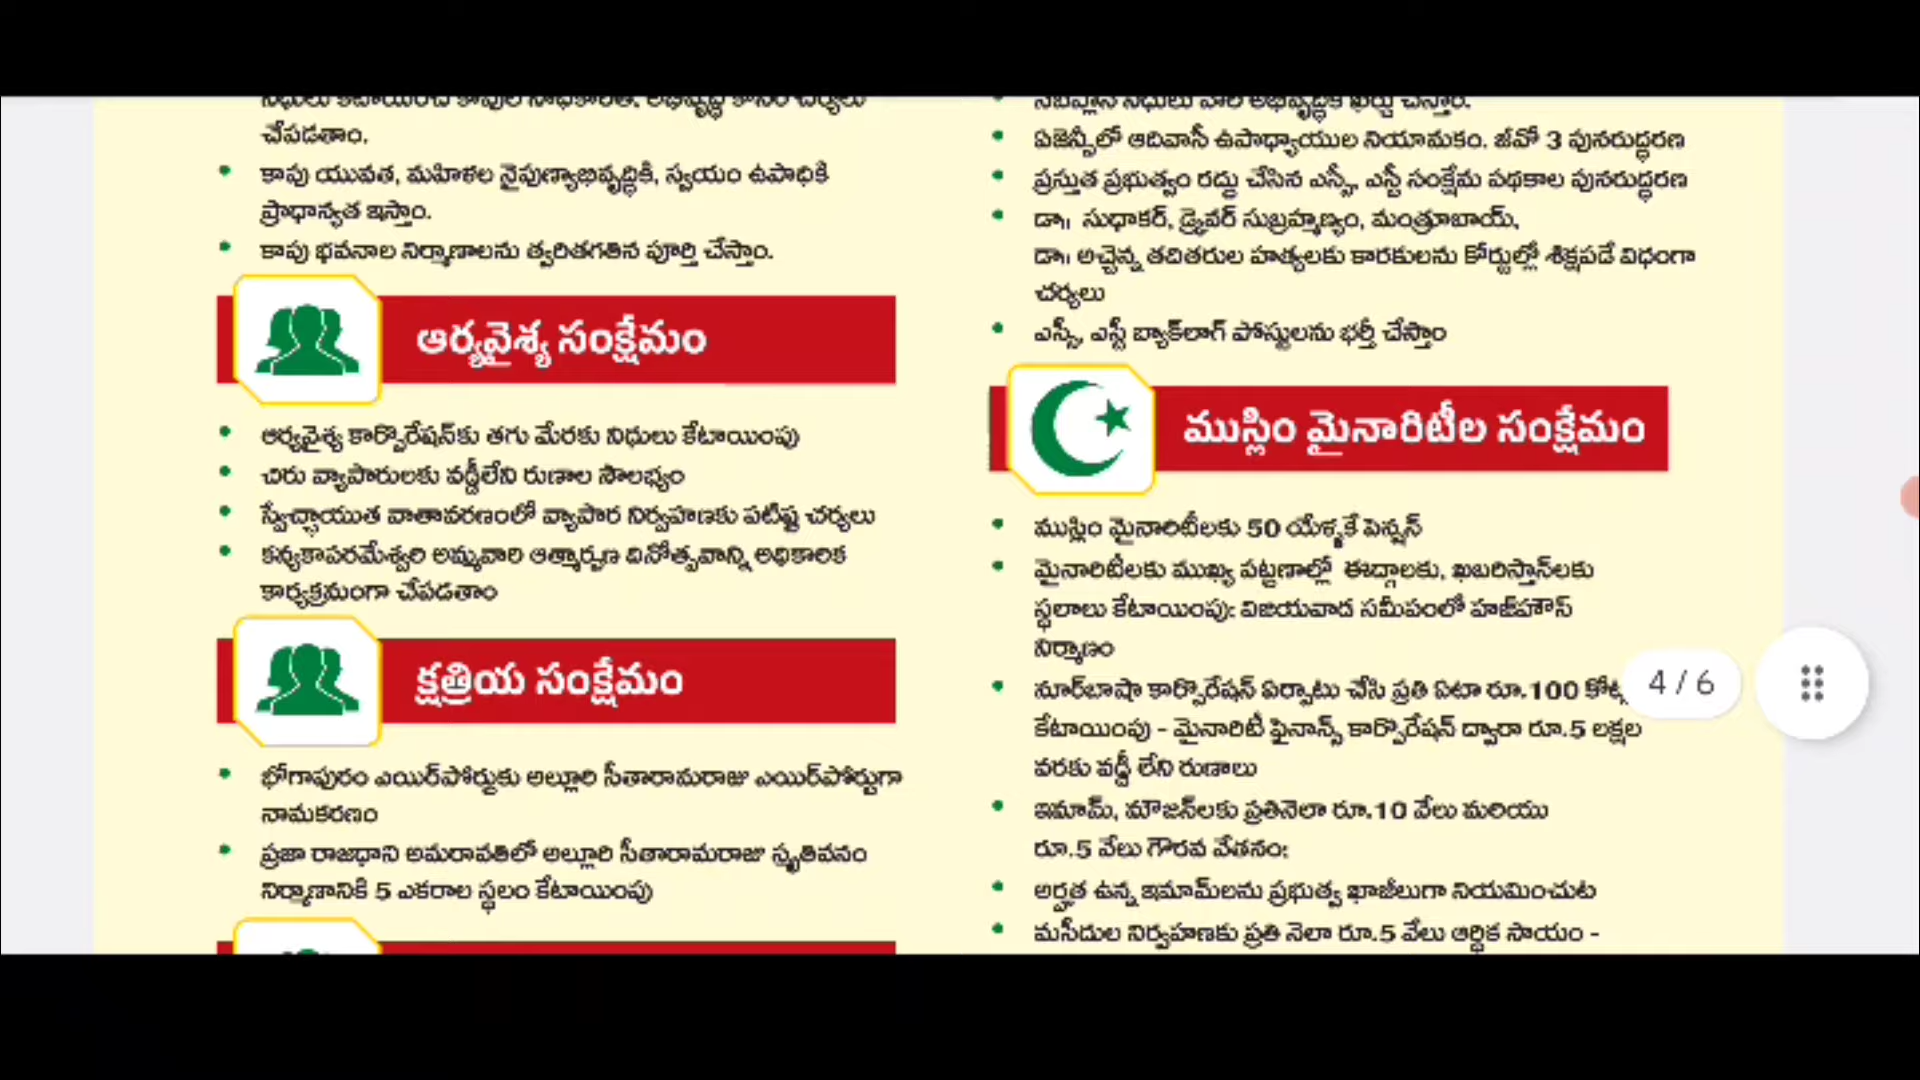 చేపడతాం.
కాపు యువత, మహిళల నైపుణ్యాభివృద్ధికి, స్వయం ఉపాధికి
ప్రాధాన్యత ఇస్తాం.
కాపు భవనాల నిర్మాణాలను త్వరితగతిన పూర్తి చేస్తాం.
ఆర్యవైశ్య సంక్షేమం
ఆర్యవైశ్య కార్పొరేషన్‌కు తగు మేరకు నిధులు కేటాయింపు
చిరు వ్యాపారులకు వడ్డీలేని రుణాల సౌలభ్యం
స్వేచ్ఛాయుత వాతావరణంలో వ్యాపార నిర్వహణకు పటిష్ట చర్యలు
కన్యకాపరమేశ్వరి అమ్మవారి ఆత్మార్పణ దినోత్సవాన్ని అధికారిక
కార్యక్రమంగా చేపడతాం
క్షత్రియ సంక్షేమం
భోగాపురం ఎయిర్‌పోర్టుకు అల్లూరి సీతారామరాజు ఎయిర్‌పోర్టుగా
నామకరణం
ప్రజా రాజధాని అమరావతిలో అల్లూరి సీతారామరాజు స్మృతివనం
నిర్మాణానికి 5 ఎకరాల స్థలం కేటాయింపు
ఏజెన్సీలో ఆదివాసీ ఉపాధ్యాయుల నియామకం. జీవో 3 పునరుద్ధరణ
ప్రస్తుత ప్రభుత్వం రద్దు చేసిన ఎస్సీ, ఎస్టీ సంక్షేమ పథకాల పునరుద్ధరణ
డా॥ సుధాకర్, డ్రైవర్ సుబ్రహ్మణ్యం, మంత్రూబాయ్,
డా॥ అచ్చెన్న తదితరుల హత్యలకు కారకులను కోర్టుల్లో శిక్షపడే విధంగా
చర్యలు
ఎస్సీ, ఎస్టీ బ్యాక్‌లాగ్ పోస్టులను భర్తీ చేస్తాం
ముస్లిం మైనారిటీల సంక్షేమం
ముస్లిం మైనారిటీలకు 50 యేళ్ళకే పెన్షన్
మైనారిటీలకు ముఖ్య పట్టణాల్లో ఈద్గాలకు, ఖబరిస్తాన్‌లకు
స్థలాలు కేటాయింపు; విజయవాడ సమీపంలో హజ్‌హౌస్
నిర్మాణం
నూర్‌బాషా కార్పొరేషన్ ఏర్పాటు చేసి ప్రతి ఏటా రూ.100
కేటాయింపు - మైనారిటీ ఫైనాన్స్ కార్పొరేషన్ ద్వారా రూ.5 లక్షల
వరకు వడ్డీ లేని రుణాలు
ఇమామ్, మౌజన్‌లకు ప్రతినెలా రూ.10 వేలు మరియు
రూ.5 వేలు గౌరవ వేతనం;
అర్హత ఉన్న ఇమామ్‌లను ప్రభుత్వ ఖాజీలుగా నియమించుట
మసీదుల నిర్వహణకు ప్రతి నెలా రూ.5 వేలు ఆర్థిక సాయం -
4 / 6